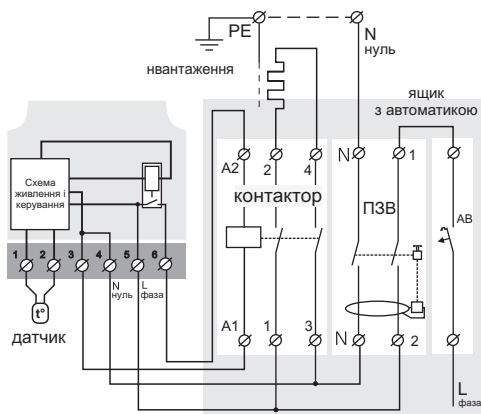 PE
N
нуль
нвантаження
ящик
з автоматикою
A2
2
4
N
1
Схема
живлення і
керування
контактор
ПЗВ
АВ
1
2
3
4
5
6
N
нуль
L
фаза
t°
датчик
A1
1
3
N
2
L
фаза